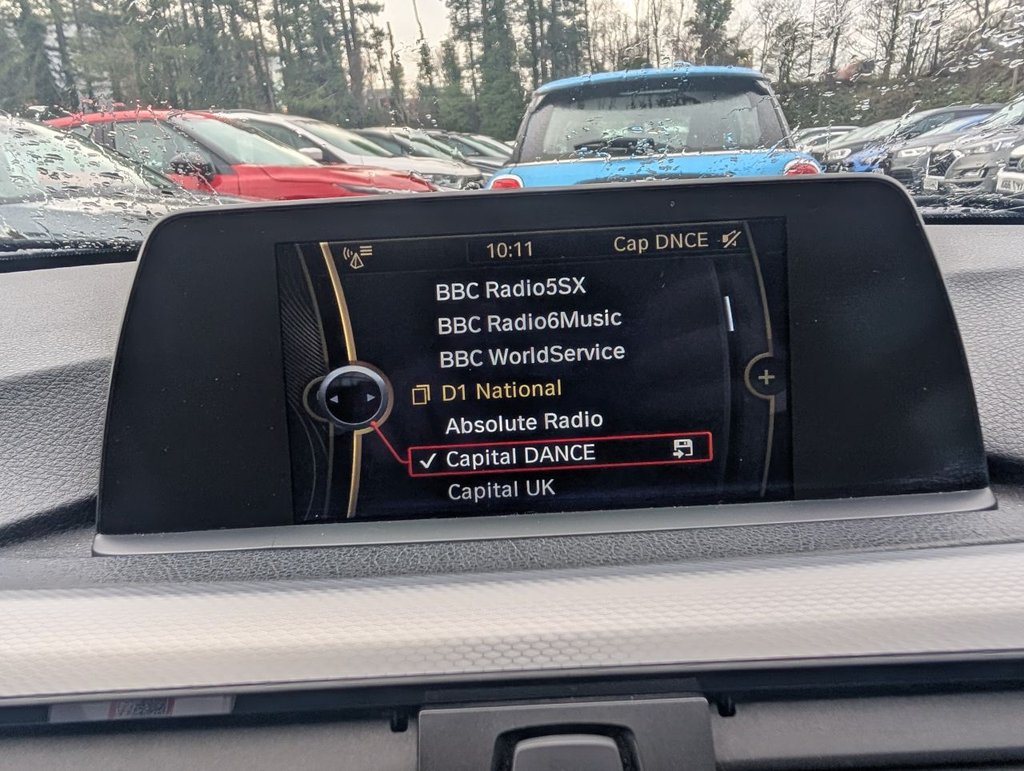 10:11 Cap DNCE
BBC Radio5SX
BBC Radio6Music
BBC WorldService
D1 National
Absolute Radio
Capital DANCE
Capital UK